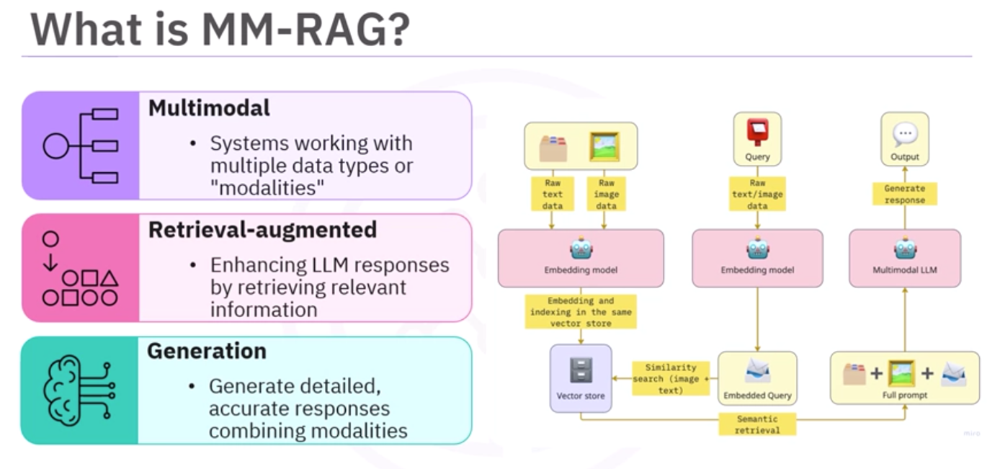 What is MM-RAG?
Multimodal
• Systems working with
multiple data types or
"modalities"
Retrieval-augmented
• Enhancing LLM responses
by retrieving relevant
information
Generation
• Generate detailed,
accurate responses
combining modalities
Raw
text
data
Raw
image
data
Embedding model
Embedding and
indexing in the same
vector store
Vector store
Query
Raw
text/image
data
Embedding model
Embedded Query
Similarity
search (image +
text)
Semantic
retrieval
Output
Generate
response
Multimodal LLM
+ +
Full prompt
miro